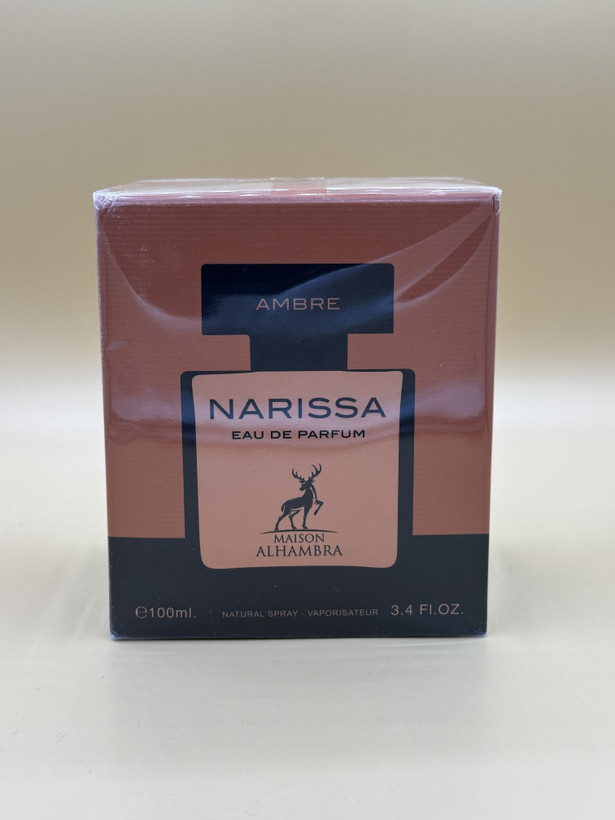 AMBRE
NARISSA
EAU DE PARFUM
MAISON
ALHAMBRA
℮100ml. NATURAL SPRAY - VAPORISATEUR 3.4 Fl.OZ.